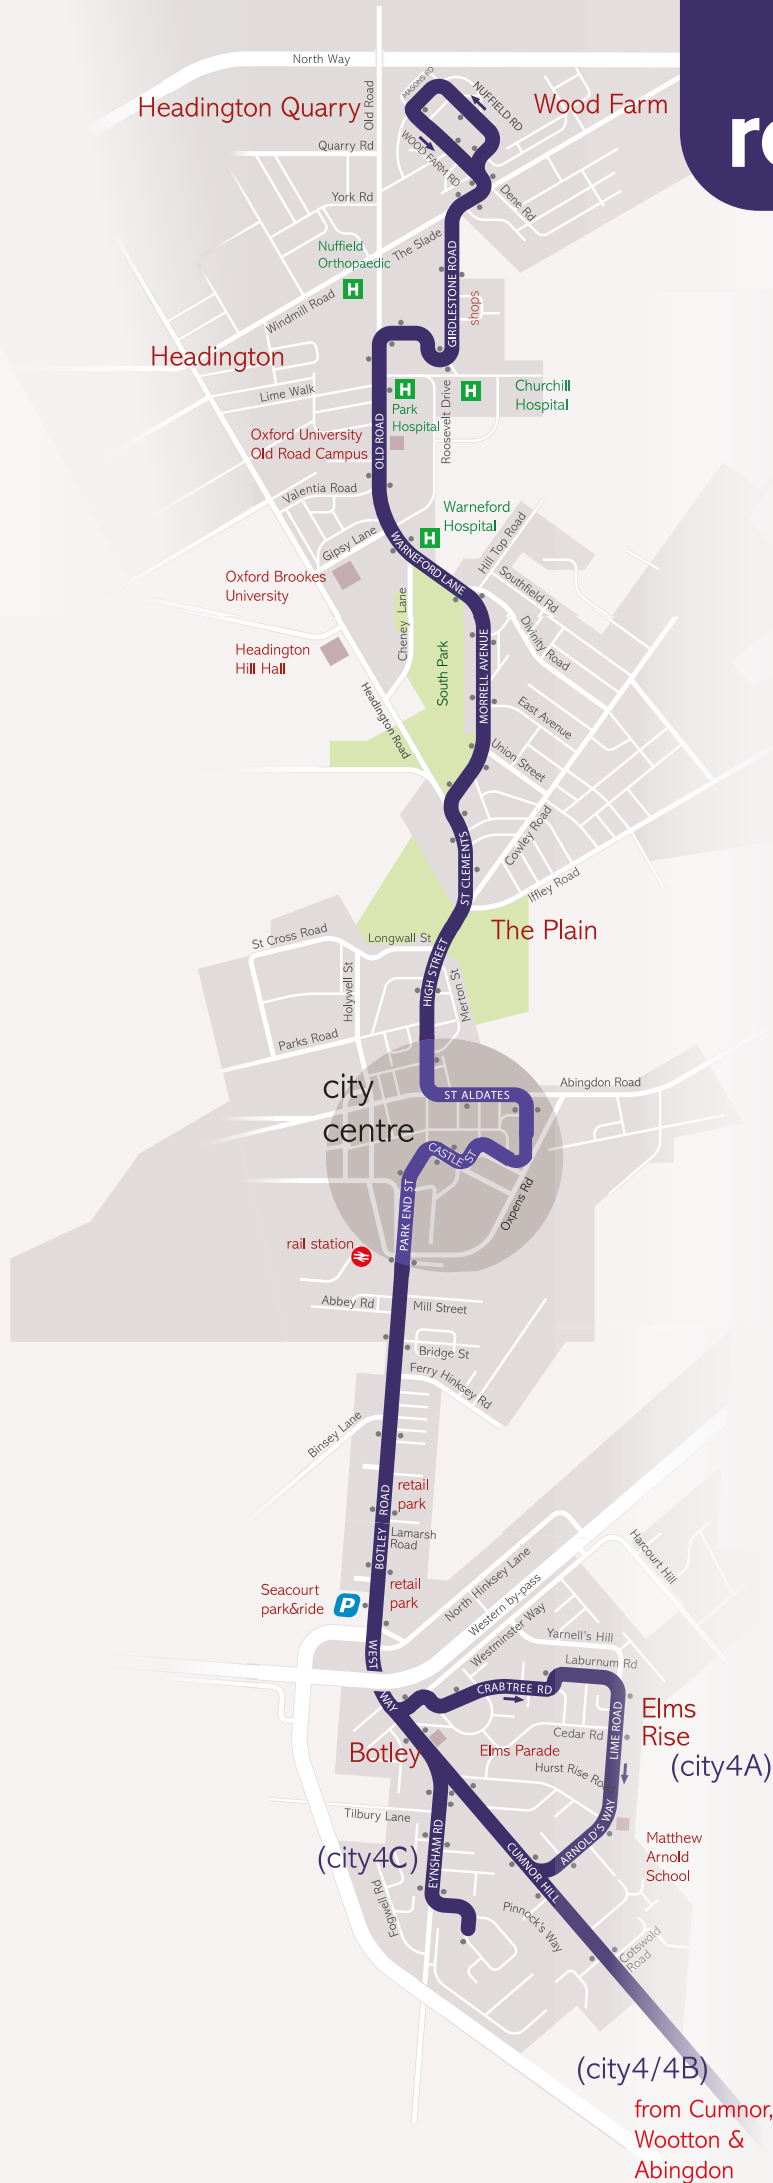 North Way
Old Road
MASONS RD
NUFFIELD RD
Headington Quarry
Wood Farm
Quarry Rd
WOOD FARM RD
York Rd
Dene Rd
Nuffield
Orthopaedic
H
The Slade
Windmill Road
GIRDLESTONE ROAD
shops
Headington
Lime Walk
H
Park
Hospital
H
Churchill
Hospital
Roosevelt Drive
Oxford University
Old Road Campus
OLD ROAD
Valentia Road
Warneford
Hospital
H
Gipsy Lane
WARNEFORD LANE
Hill Top Road
Southfield Rd
Oxford Brookes
University
Cheney Lane
Divinity Road
Headington
Hill Hall
South Park
MORRELL AVENUE
Headington Road
East Avenue
Union Street
Cowley Road
ST CLEMENTS
Iffley Road
The Plain
St Cross Road
Longwall St
HIGH STREET
Holywell St
Merton St
Parks Road
city
centre
ST ALDATES
Abingdon Road
CASTLE ST
PARK END ST
Oxpens Rd
rail station
Abbey Rd
Mill Street
Bridge St
Ferry Hinksey Rd
Binsey Lane
retail
park
BOTLEY ROAD
Lamarsh
Road
retail
park
Seacourt
park&ride
P
North Hinksey Lane
Western by-pass
Westminster Way
Harcourt Hill
Yarnell's Hill
Laburnum Rd
WEST WAY
CRABTREE RD
Elms
Rise
(city4A)
LIME ROAD
Cedar Rd
Botley
Elms Parade
Hurst Rise Road
Tilbury Lane
ARNOLD'S WAY
Matthew
Arnold
School
(city4C)
EYNSHAM RD
CUMNOR HILL
Fogwell Rd
Pinnock's Way
Cotswold
Road
(city4/4B)
from Cumnor,
Wootton &
Abingdon